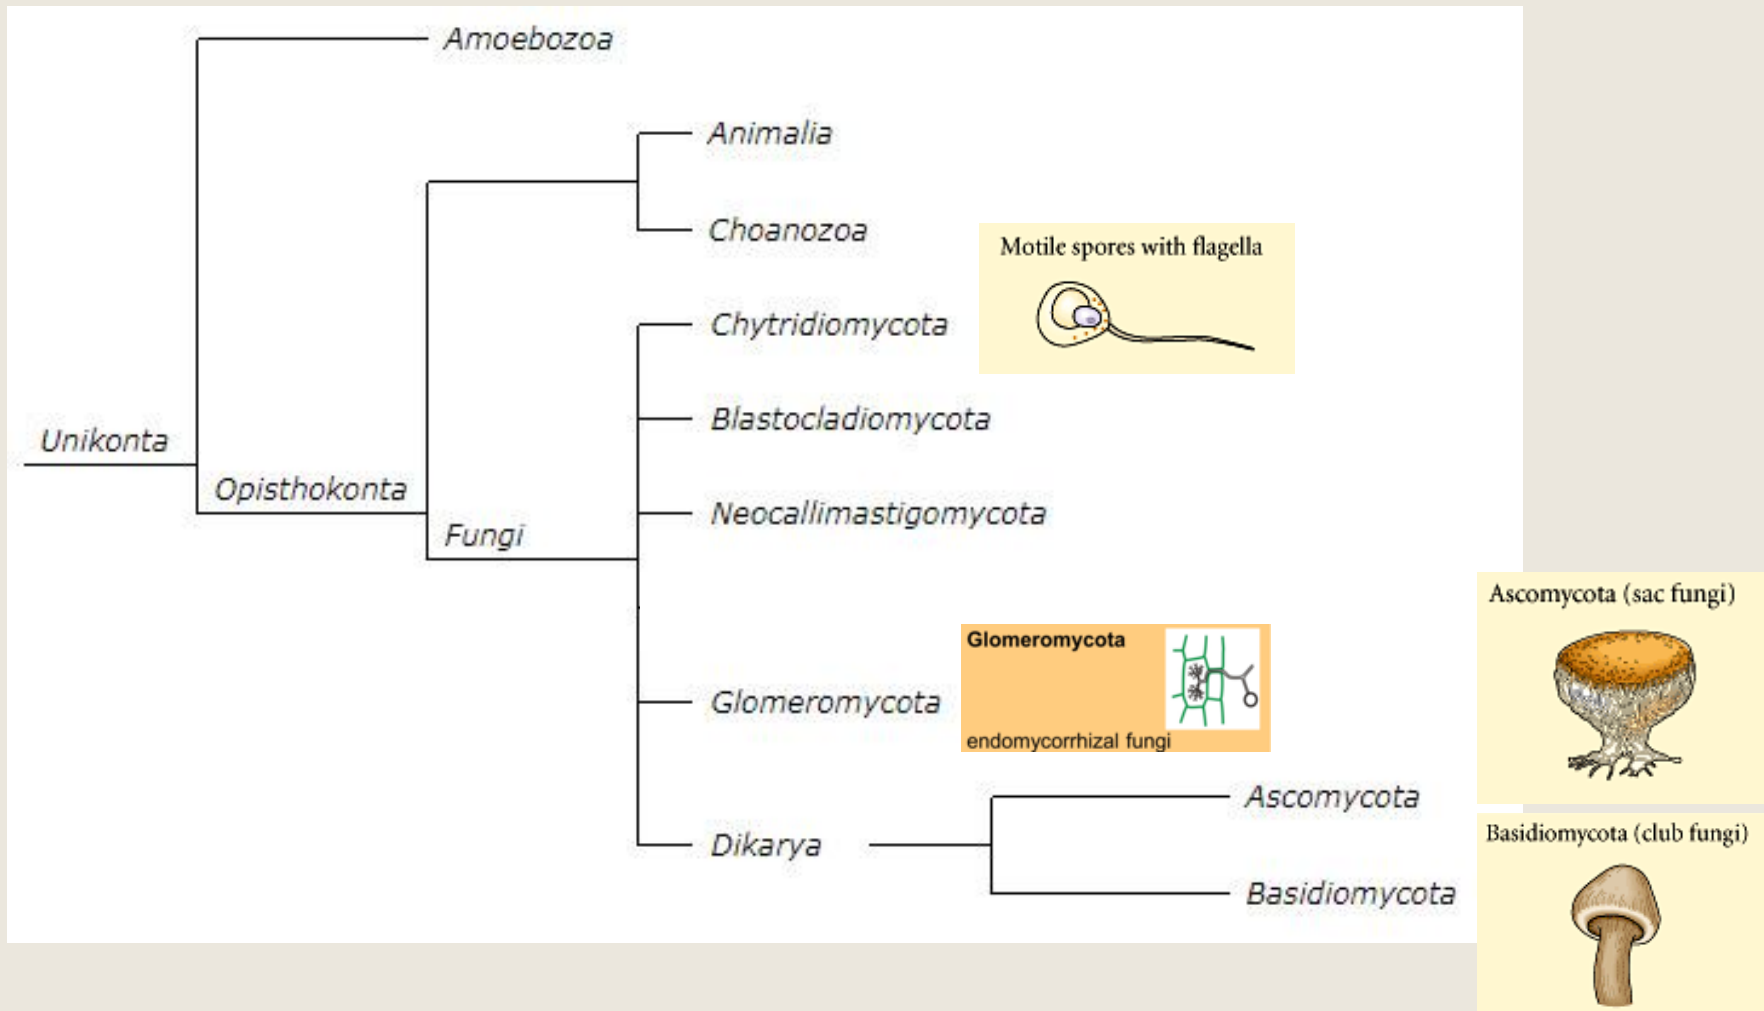 Amoebozoa
Animalia
Choanozoa
Motile spores with flagella
Chytridiomycota
Blastocladiomycota
Unikonta
Opisthokonta
Neocallimastigomycota
Fungi
Ascomycota (sac fungi)
Glomeromycota
Glomeromycota
endomycorrhizal fungi
Ascomycota
Basidiomycota (club fungi)
Dikarya
Basidiomycota